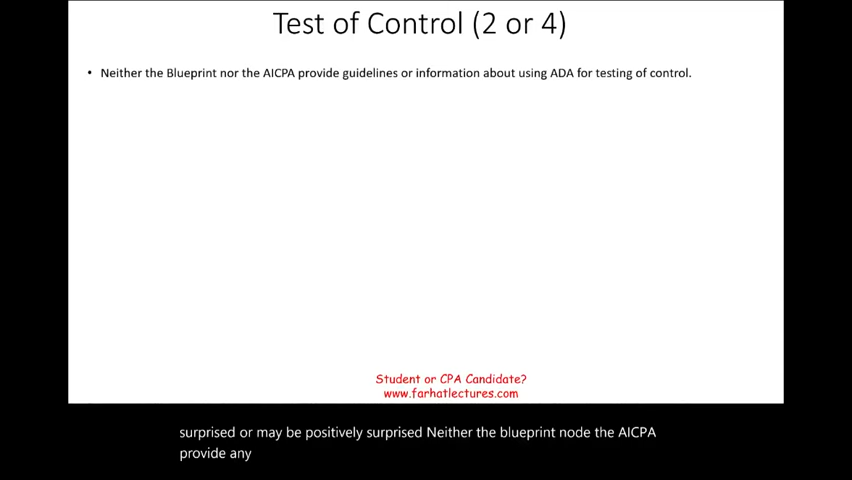 Test of Control (2 or 4)
• Neither the Blueprint nor the AICPA provide guidelines or information about using ADA for testing of control.
Student or CPA Candidate?
www.farhatlectures.com
surprised or may be positively surprised Neither the blueprint node the AICPA
provide any